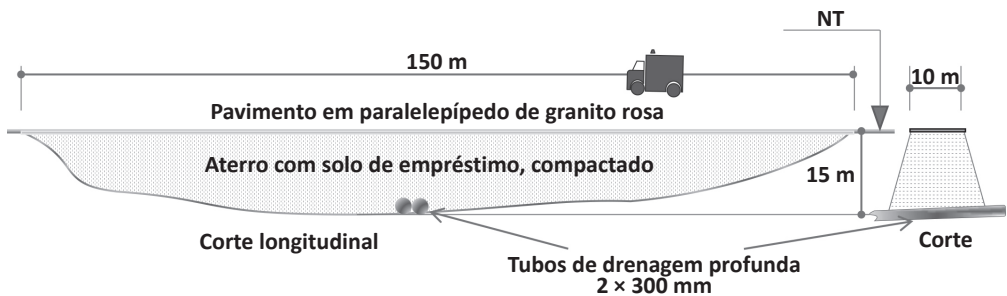 NT
150 m
10 m
Pavimento em paralelepípedo de granito rosa
Aterro com solo de empréstimo, compactado
15 m
Corte longitudinal
Corte
Tubos de drenagem profunda
2 × 300 mm